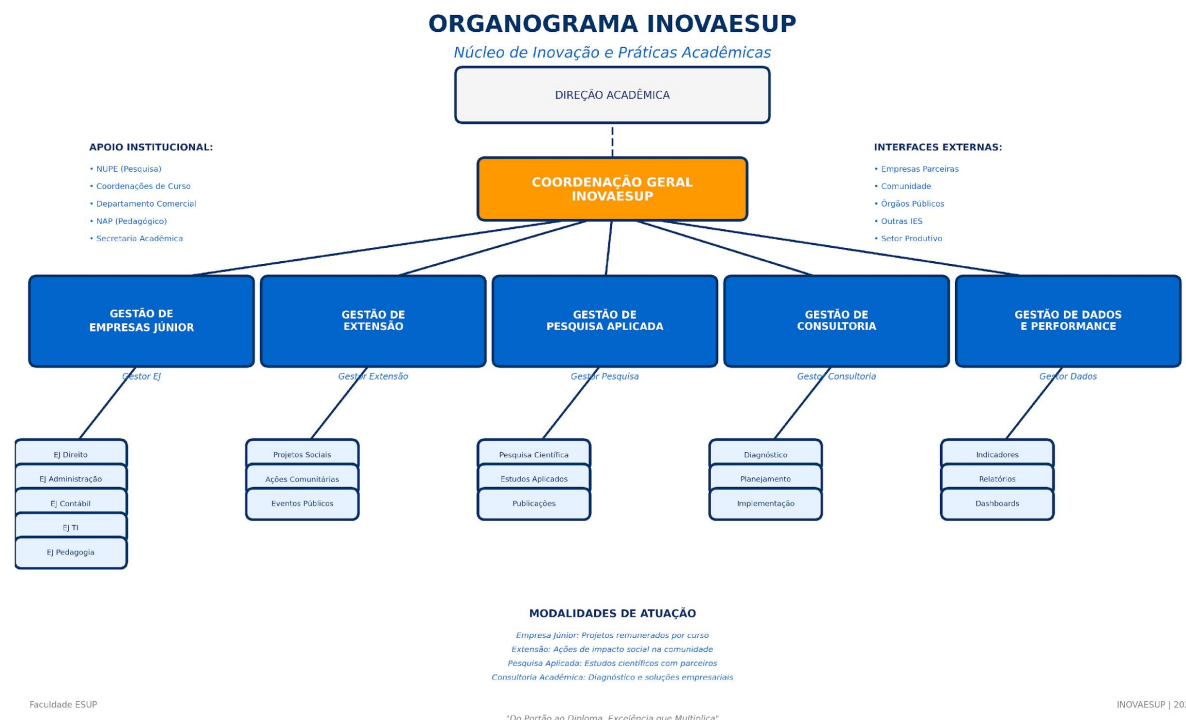 ORGANOGRAMA INOVAESUP
Núcleo de Inovação e Práticas Acadêmicas
DIREÇÃO ACADÊMICA
APOIO INSTITUCIONAL:
• NUPE (Pesquisa)
• Coordenações de Curso
• Departamento Comercial
• NAP (Pedagógico)
• Secretaria Acadêmica
COORDENAÇÃO GERAL
INOVAESUP
INTERFACES EXTERNAS:
• Empresas Parceiras
• Comunidade
• Órgãos Públicos
• Outras IES
• Setor Produtivo
GESTÃO DE
EMPRESAS JÚNIOR
Gestor EJ
GESTÃO DE
EXTENSÃO
Gestor Extensão
GESTÃO DE
PESQUISA APLICADA
Gestor Pesquisa
GESTÃO DE
CONSULTORIA
Gestor Consultoria
GESTÃO DE DADOS
E PERFORMANCE
Gestor Dados
EJ Direito
EJ Administração
EJ Contábil
EJ TI
EJ Pedagogia
Projetos Sociais
Ações Comunitárias
Eventos Públicos
Pesquisa Científica
Estudos Aplicados
Publicações
Diagnóstico
Planejamento
Implementação
Indicadores
Relatórios
Dashboards
MODALIDADES DE ATUAÇÃO
Empresa Júnior: Projetos remunerados por curso
Extensão: Ações de impacto social na comunidade
Pesquisa Aplicada: Estudos científicos com parceiros
Consultoria Acadêmica: Diagnóstico e soluções empresariais
Faculdade ESUP
INOVAESUP |
"Do Portão ao Diploma, Excelência que Multiplica"